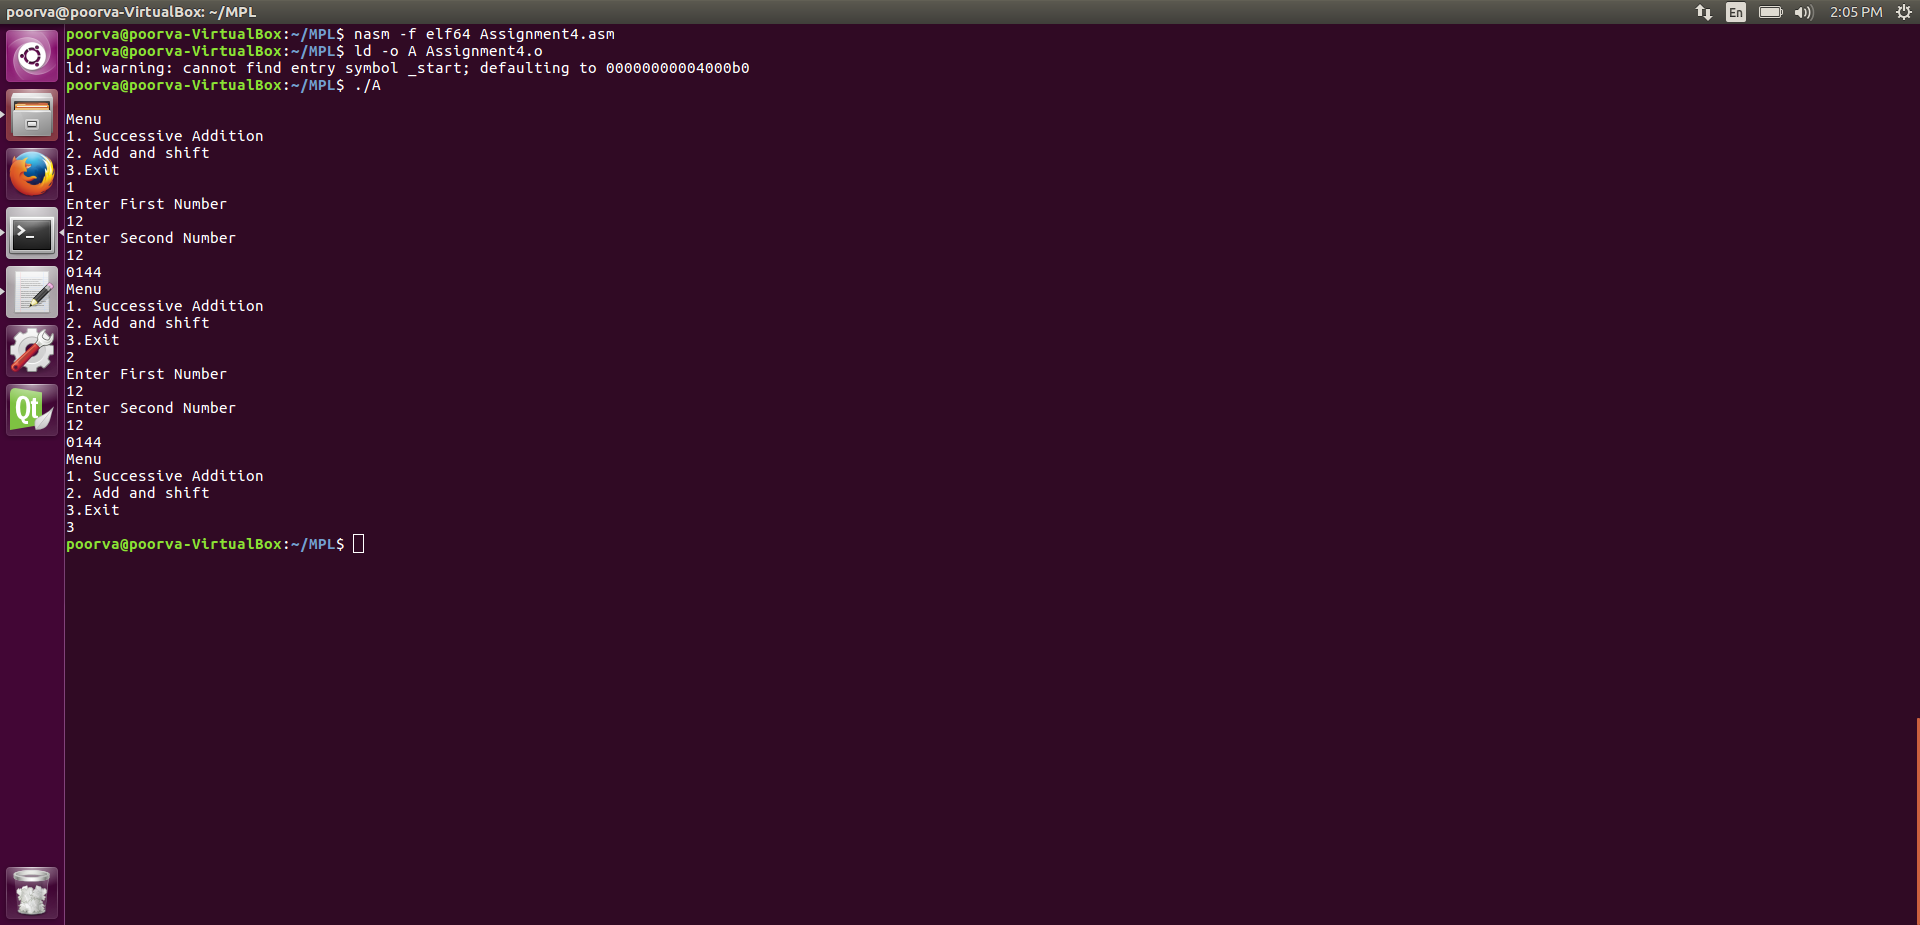 poorva@poorva-VirtualBox: ~/MPL
En
2:05 PM
poorva@poorva-VirtualBox:~/MPL$ nasm -f elf64 Assignment4.asm
poorva@poorva-VirtualBox:~/MPL$ ld -o A Assignment4.o
ld: warning: cannot find entry symbol _start; defaulting to 00000000004000b0
poorva@poorva-VirtualBox:~/MPL$ ./A
Menu
1. Successive Addition
2. Add and shift
3.Exit
1
Enter First Number
12
Enter Second Number
12
0144
Menu
1. Successive Addition
2. Add and shift
3.Exit
2
Enter First Number
12
Enter Second Number
12
0144
Menu
1. Successive Addition
2. Add and shift
3.Exit
3
poorva@poorva-VirtualBox:~/MPL$
Qt